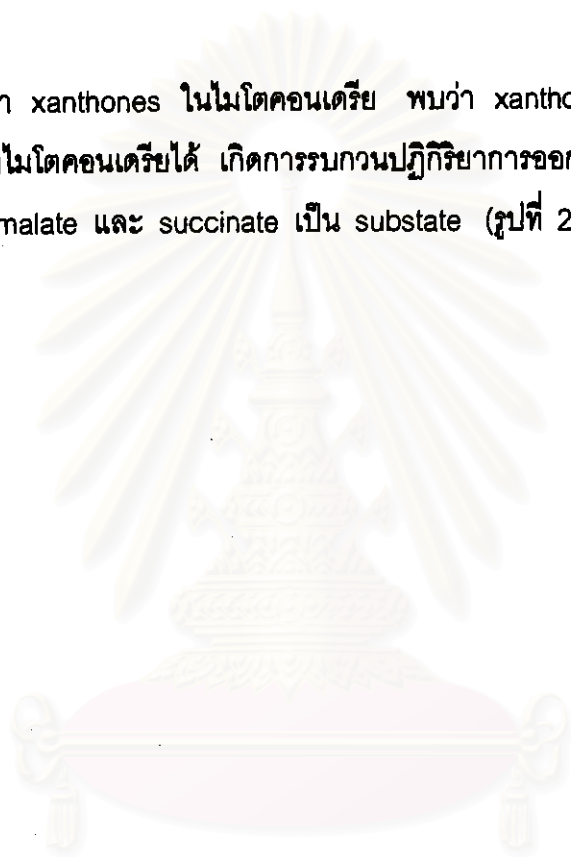 า xanthones ในไมโตคอนเดรีย พบว่า xantho
ไมโตคอนเดรียได้ เกิดการรบกวนปฏิกิริยาการออก
malate และ succinate เป็น substate (รูปที่ 2